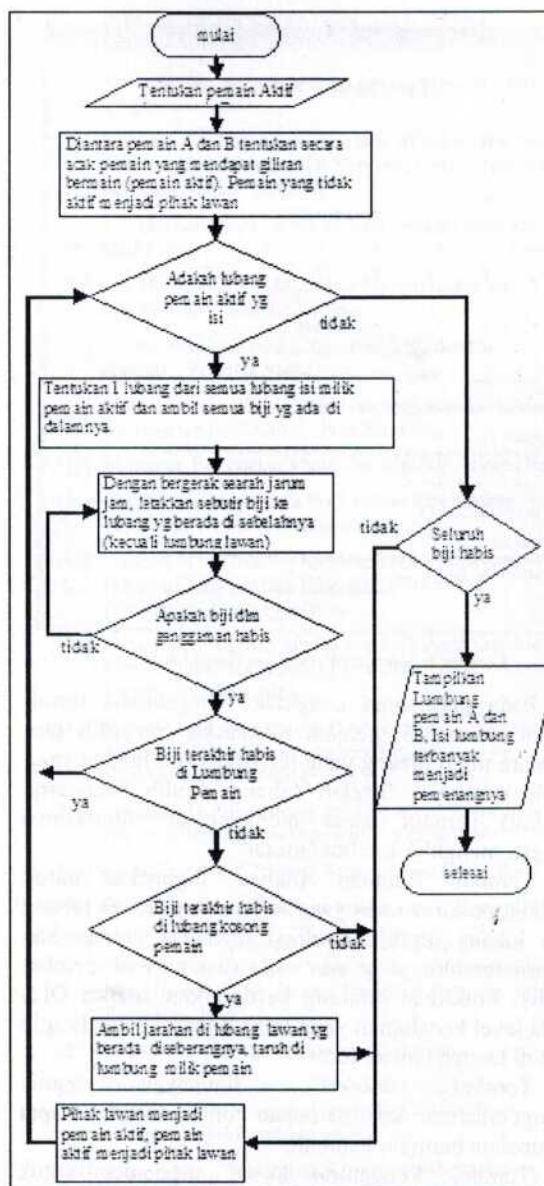 mulai
Tentukan pemain Aktif
Diantara pemain A dan B tentukan secara
acak pemain yang mendapat giliran
bermain (pemain aktif). Pemain yang tidak
aktif menjadi pihak lawan
Adakah lubang
pemain aktif yg
isi
tidak
ya
Tentukan 1 lubang dari semua lubang isi milik
pemain aktif dan ambil semua biji yg ada di
dalamnya.
Dengan bergerak searah jarum
jam, letakkan sebutir biji ke
lubang yg berada di sebelahnya
(kecuali lumbung lawan)
tidak
Seluruh
biji habis
ya
Apakah biji dlm
genggaman habis
tidak
ya
Tampilkan
Lumbung
pemain A dan
B. Isi lumbung
terbanyak
menjadi
pemenangnya
Biji terakhir habis
di Lumbung
Pemain
ya
tidak
selesai
Biji terakhir habis
di lubang kosong
pemain
tidak
ya
Ambil jarahan di lubang lawan yg
berada diseberangnya, taruh di
lumbung milik pemain.
Pihak lawan menjadi
pemain aktif, pemain
aktif menjadi pihak lawan